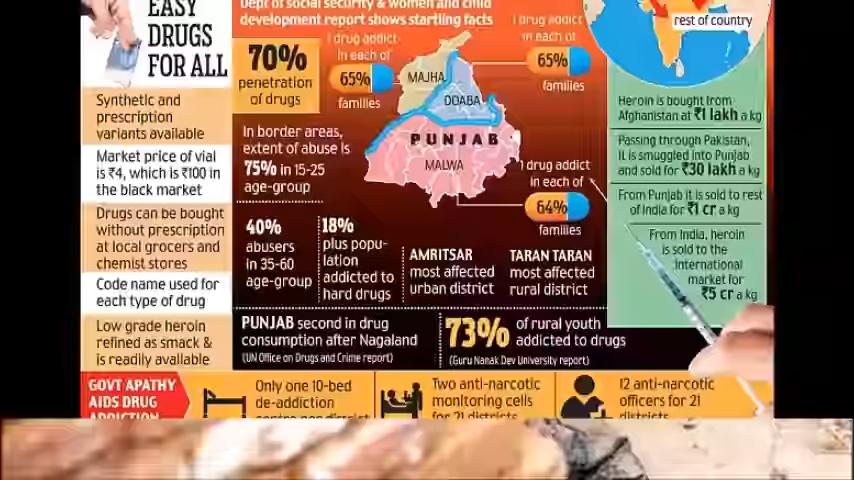 EASY
DRUGS
FOR ALL
Synthetic and
prescription
variants available
Market price of vial
is ₹4, which is ₹100 in
the black market
Drugs can be bought
without prescription
at local grocers and
chemist stores
Code name used for
each type of drug
Low grade heroin
refined as smack &
is readily available
Dept of social security & women and child
development report shows startling facts
70%
penetration
of drugs
1 drug addict
in each of
65%
families
MAJHA
DOABA
PUNJAB
MALWA
1 drug addict
in each of
65%
families
1 drug addict
in each of
64%
families
In border areas,
extent of abuse is
75% in 15-25
age-group
40%
abusers
in 35-60
age-group
18%
plus popu-
lation
addicted to
hard drugs
AMRITSAR
most affected
urban district
TARAN TARAN
most affected
rural district
PUNJAB second in drug
consumption after Nagaland
(UN Office on Drugs and Crime report)
73% of rural youth
addicted to drugs
(Guru Nanak Dev University report)
rest of country
Heroin is bought from
Afghanistan at ₹1 lakh a kg
Passing through Pakistan,
it is smuggled into Punjab
and sold for ₹30 lakh a kg
From Punjab it is sold to rest
of India for ₹1 cr a kg
From India, heroin
is sold to the
international
market for
₹5 cr a kg
GOVT APATHY
AIDS DRUG
ADDICTION
Only one 10-bed
de-addiction
centre per district
Two anti-narcotic
monitoring cells
for 21 districts
12 anti-narcotic
officers for 21
districts